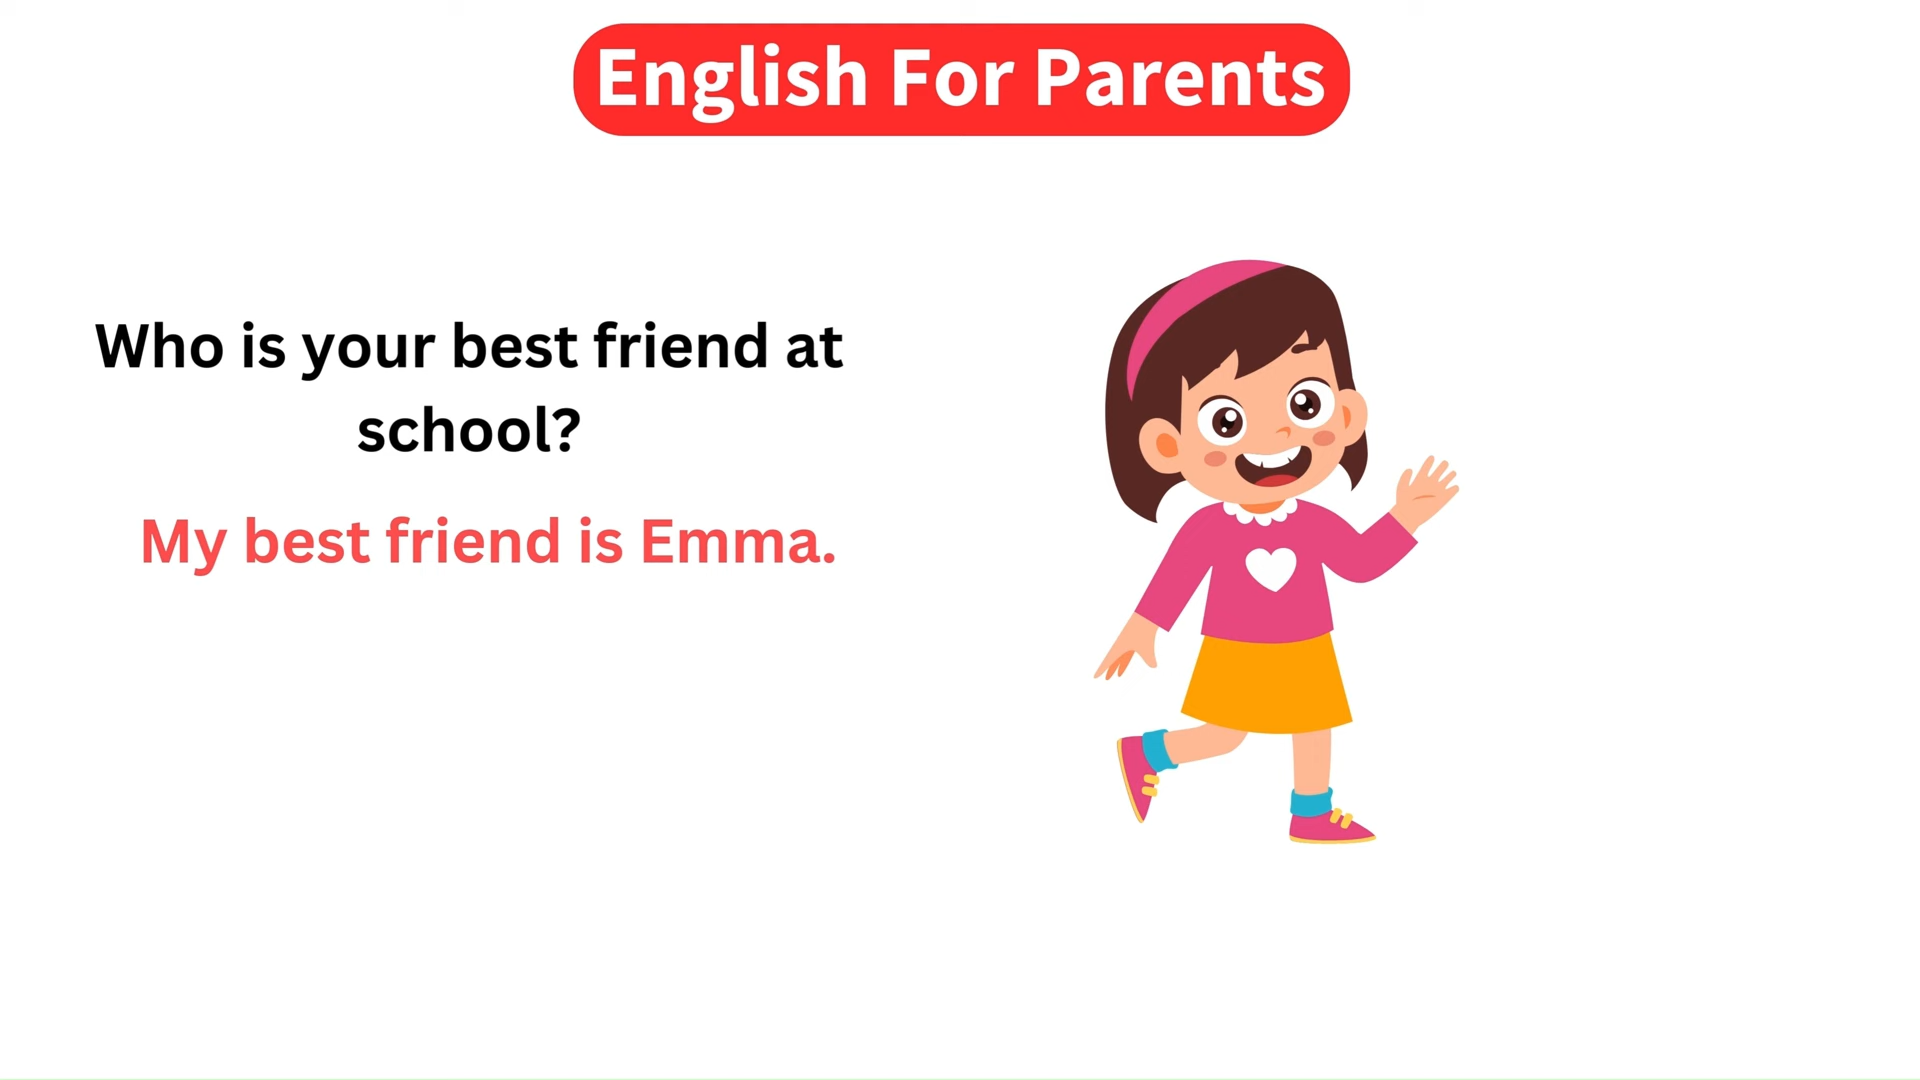 English For Parents
Who is your best friend at
school?
My best friend is Emma.